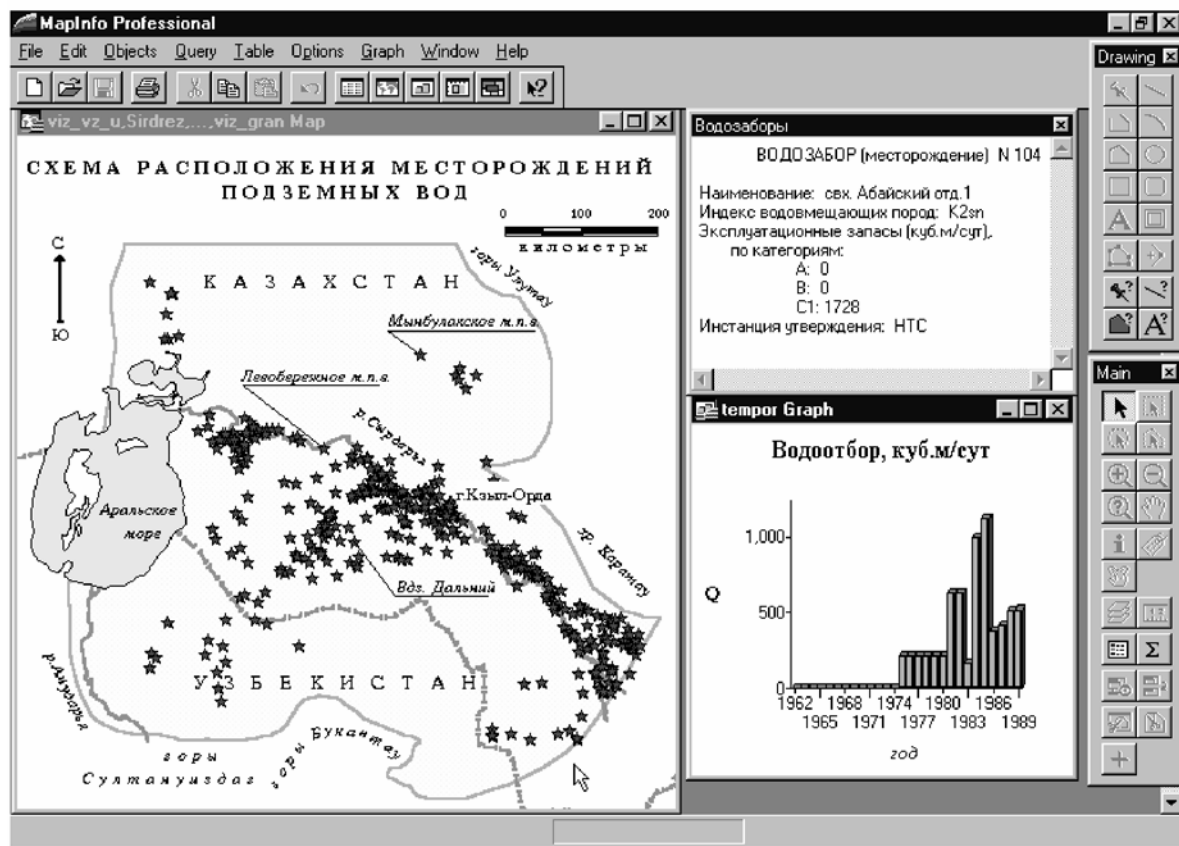 MapInfo Professional
File Edit Objects Query Table Options Graph Window Help
viz_vz_u,Sirdrez,...,viz_gran Map
СХЕМА РАСПОЛОЖЕНИЯ МЕСТОРОЖДЕНИЙ
ПОДЗЕМНЫХ ВОД
0 100 200
километры
С
Ю
КАЗАХСТАН
горы Улутау
Мынбулакское м.п.в.
Левобережное м.п.в.
р.Сырдарья
г.Кзыл-Орда
Аральское
море
хр. Каратау
Вдз. Дальний
УЗБЕКИСТАН
р.Амударья
горы
Султануиздаг
горы Букантау
Водозаборы
ВОДОЗАБОР (месторождение) N 104
Наименование: свх. Абайский отд.1
Индекс водовмещающих пород: K2sn
Эксплуатационные запасы (куб.м/сут),
по категориям:
A: 0
B: 0
C1: 1728
Инстанция утверждения: НТС
tempor Graph
Водоотбор, куб.м/сут
1,000
500
0
Q
1962 1968 1974 1980 1986
1965 1971 1977 1983 1989
год
Drawing
A
A?
Main
i
Σ